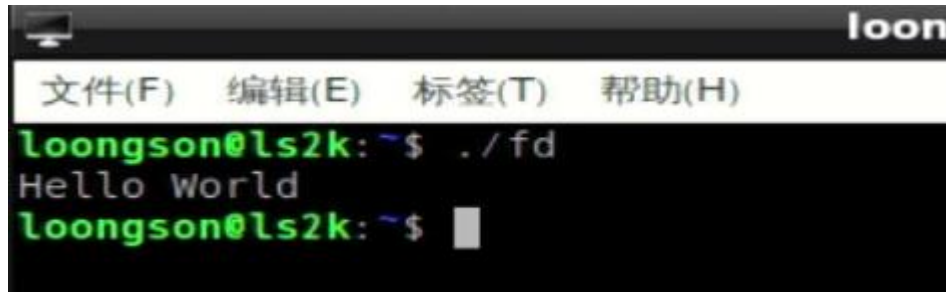 loon
文件(F) 编辑(E) 标签(T) 帮助(H)
loongson@ls2k:~$ ./fd
Hello World
loongson@ls2k:~$